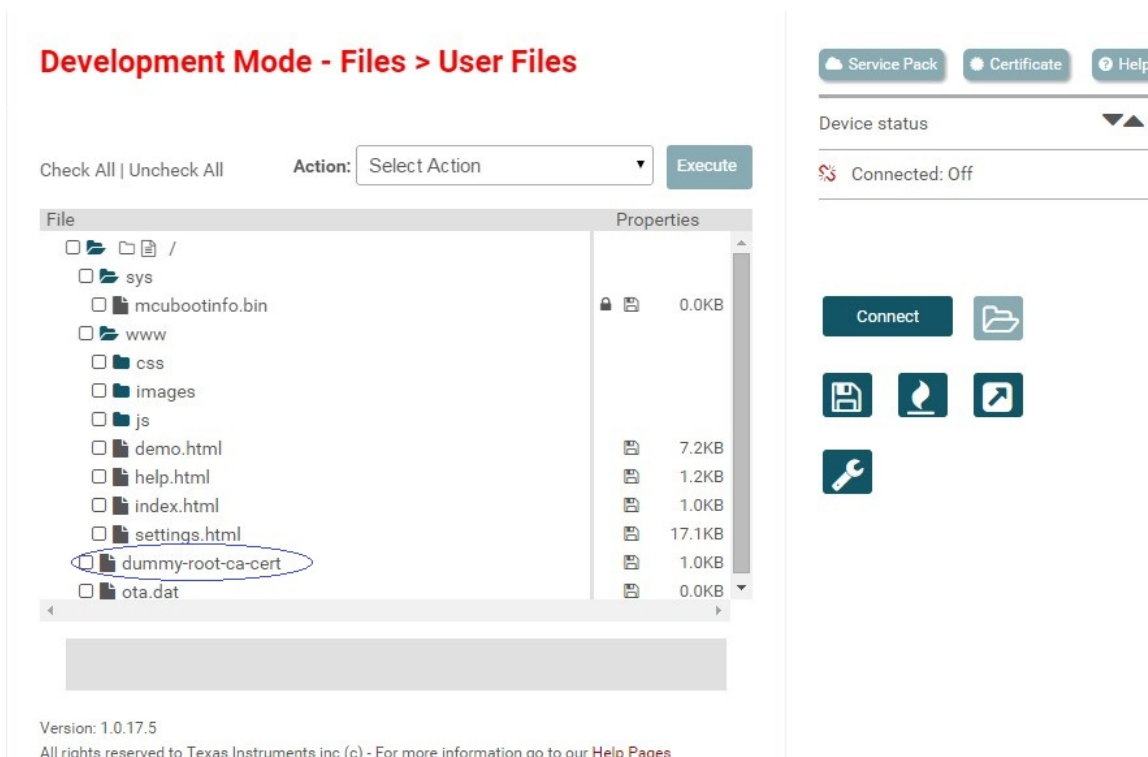 Development Mode - Files > User Files
Service Pack
Certificate
Help
Device status
Check All | Uncheck All Action: Select Action Execute
Connected: Off
File Properties
/
sys
mcubootinfo.bin 0.0KB
www
css
images
js
demo.html 7.2KB
help.html 1.2KB
index.html 1.0KB
settings.html 17.1KB
dummy-root-ca-cert 1.0KB
ota.dat 0.0KB
Connect
Version: 1.0.17.5
All rights reserved to Texas Instruments inc (c) - For more information go to our Help Pages